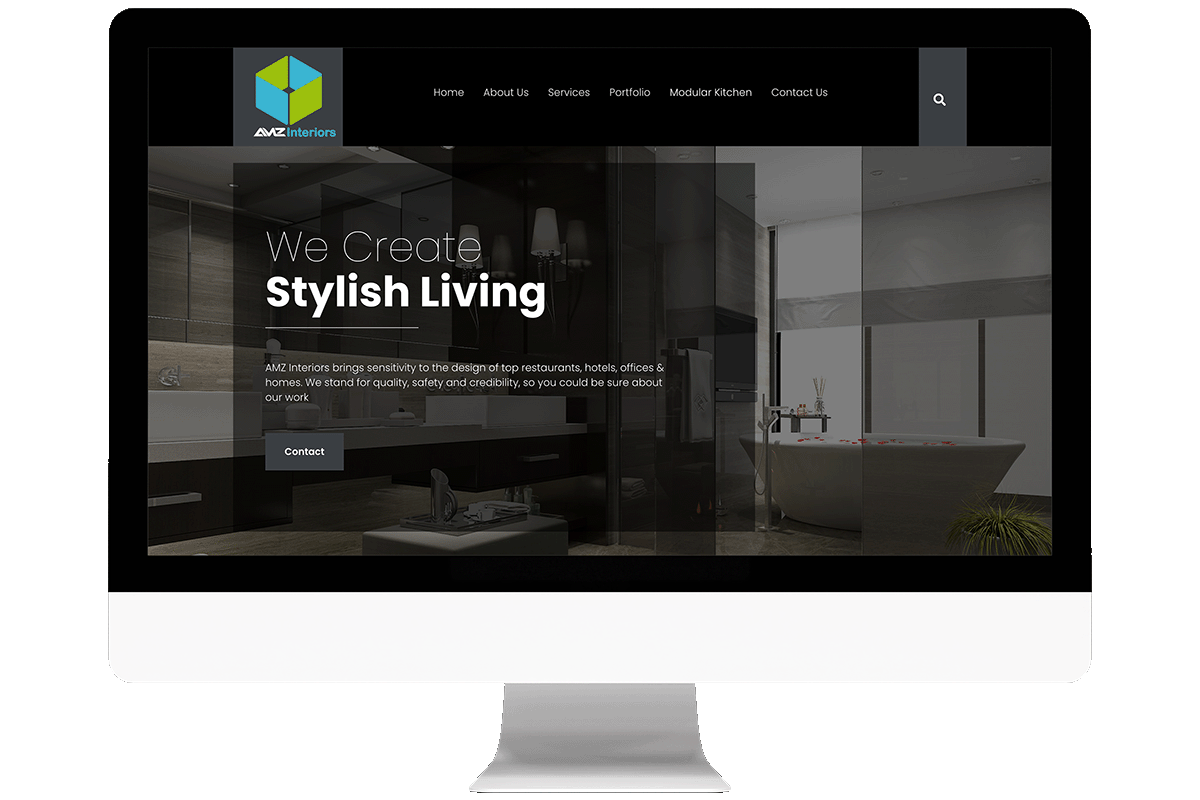 AMZ Interiors
Home About Us Services Portfolio Modular Kitchen Contact Us
We Create
Stylish Living
AMZ Interiors brings sensitivity to the design of top restaurants, hotels, offices &
homes. We stand for quality, safety and credibility, so you could be sure about
our work
Contact